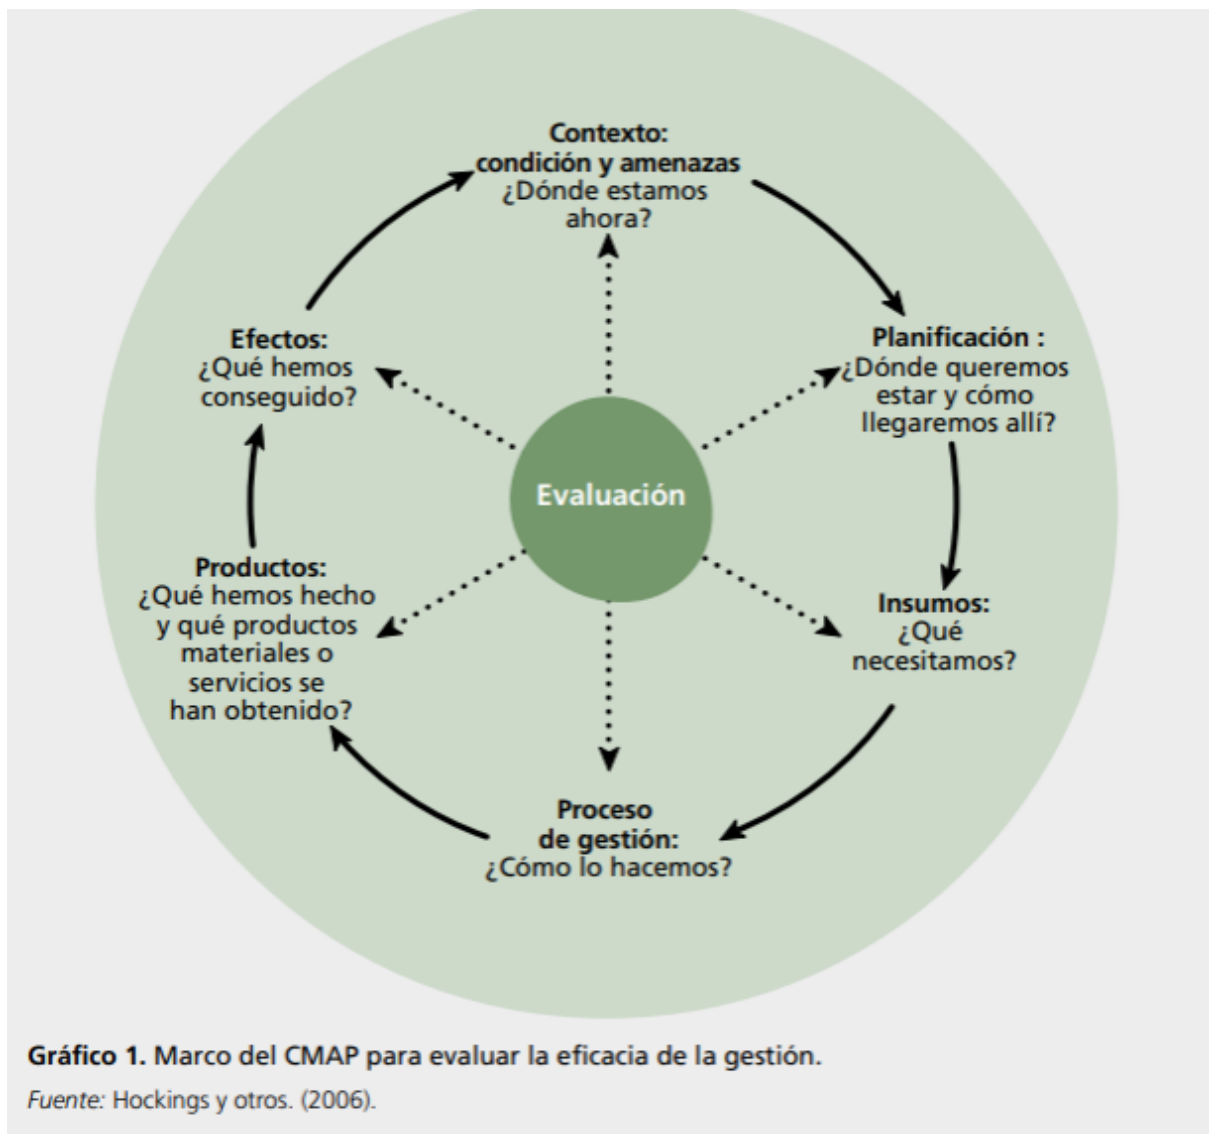 Contexto:
condición y amenazas
¿Dónde estamos
ahora?
Planificación :
¿Dónde queremos
estar y cómo
llegaremos allí?
Insumos:
¿Qué
necesitamos?
Proceso
de gestión:
¿Cómo lo hacemos?
Productos:
¿Qué hemos hecho
y qué productos
materiales o
servicios se
han obtenido?
Efectos:
¿Qué hemos
conseguido?
Evaluación
Gráfico 1. Marco del CMAP para evaluar la eficacia de la gestión.
Fuente: Hockings y otros. (2006).